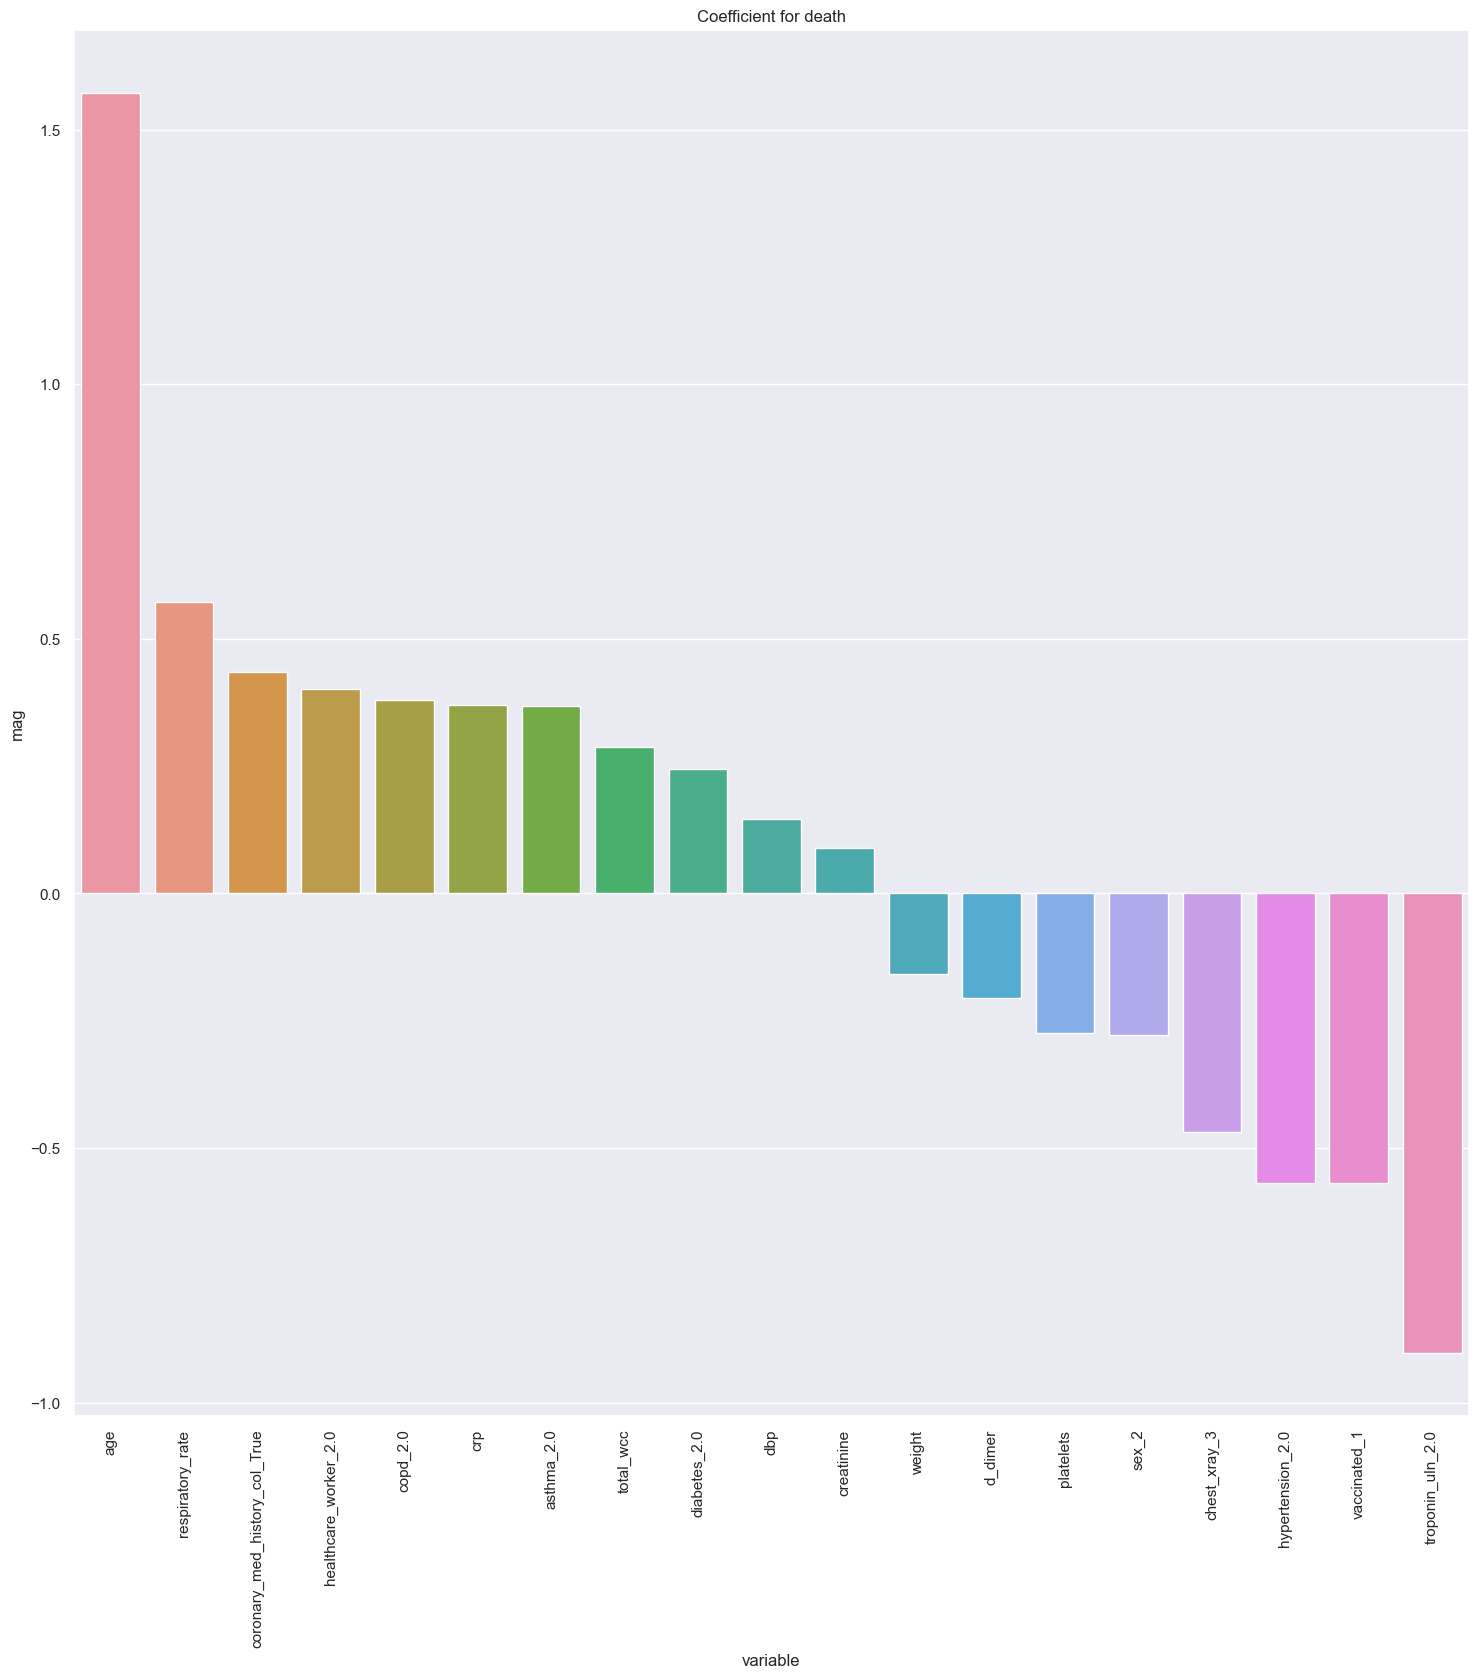 Coefficient for death
mag
1.5
1.0
0.5
0.0
−0.5
−1.0
age
respiratory_rate
coronary_med_history_col_True
healthcare_worker_2.0
copd_2.0
crp
asthma_2.0
total_wcc
diabetes_2.0
dbp
creatinine
weight
d_dimer
platelets
sex_2
chest_xray_3
hypertension_2.0
vaccinated_1
troponin_uln_2.0
variable